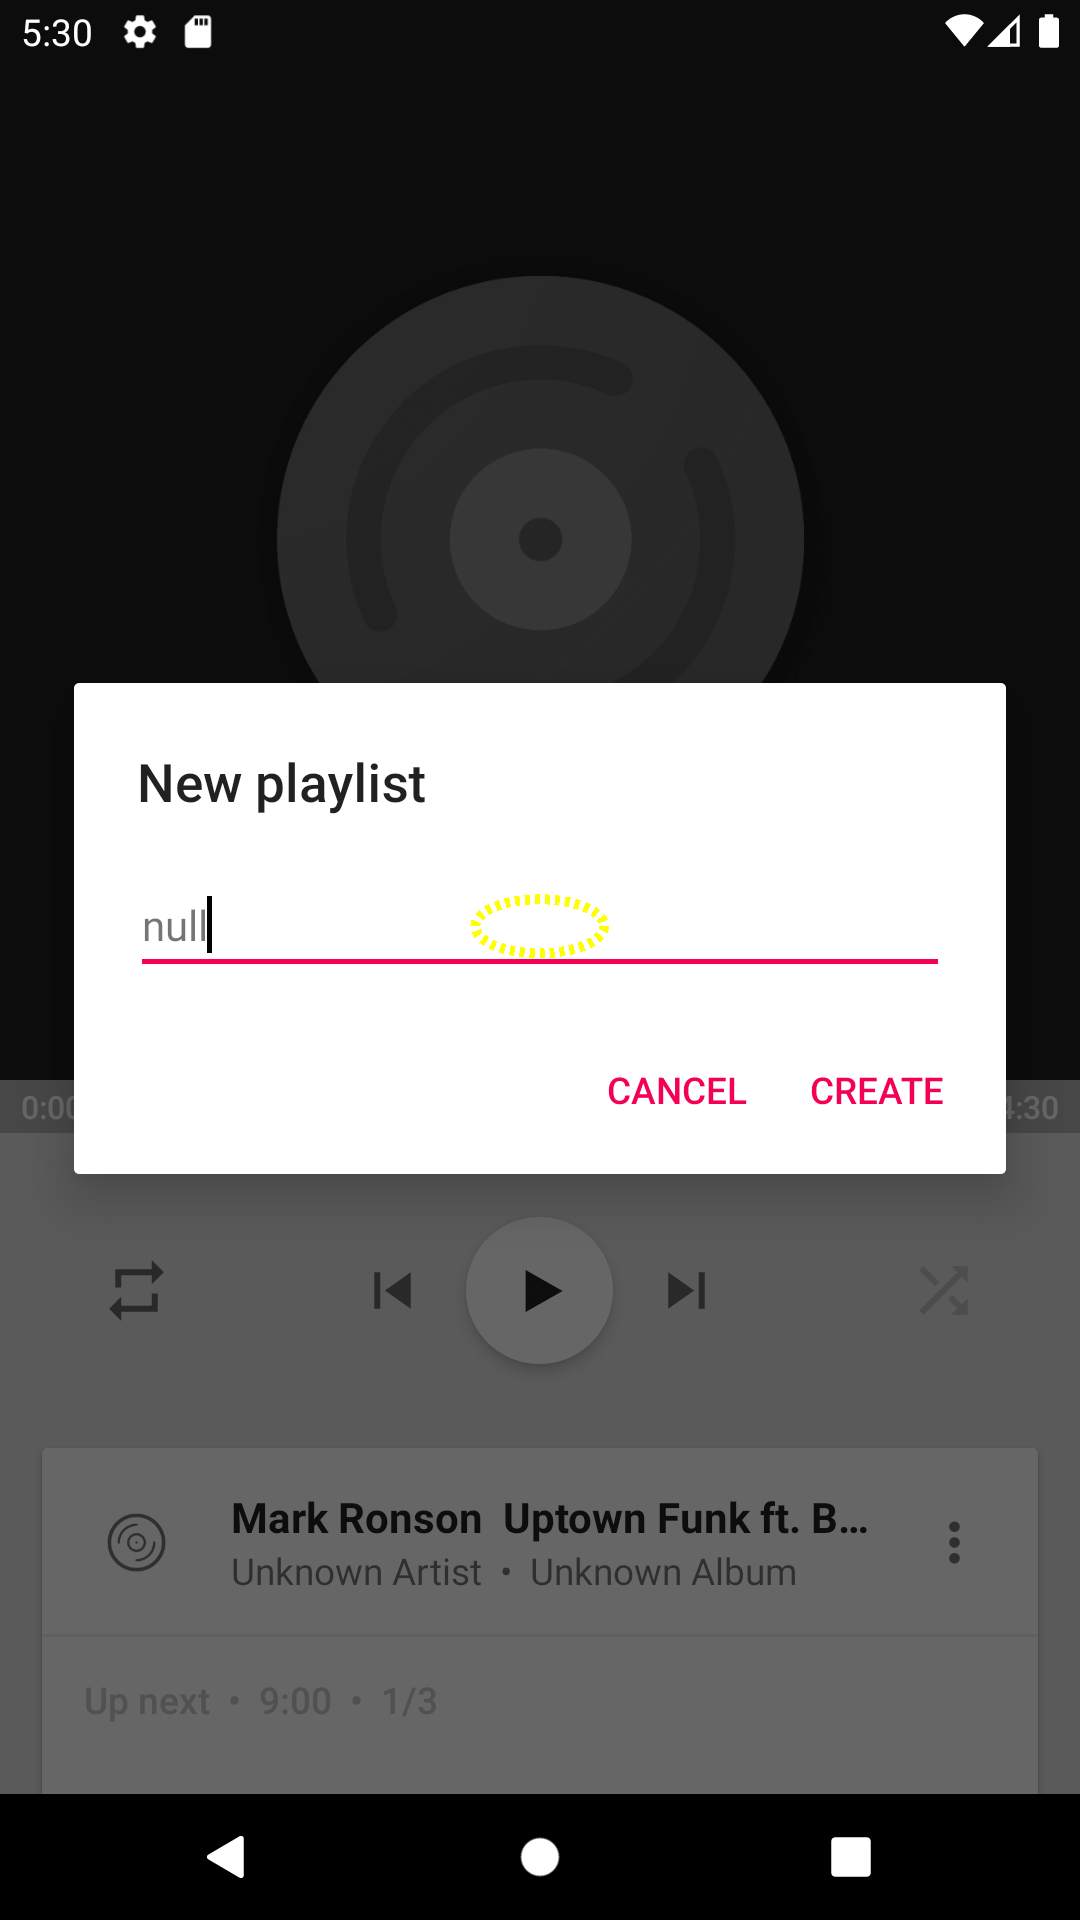 5:30
New playlist
null
CANCEL CREATE
0:00 4:30
Mark Ronson  Uptown Funk ft. B...
Unknown Artist • Unknown Album
Up next • 9:00 • 1/3